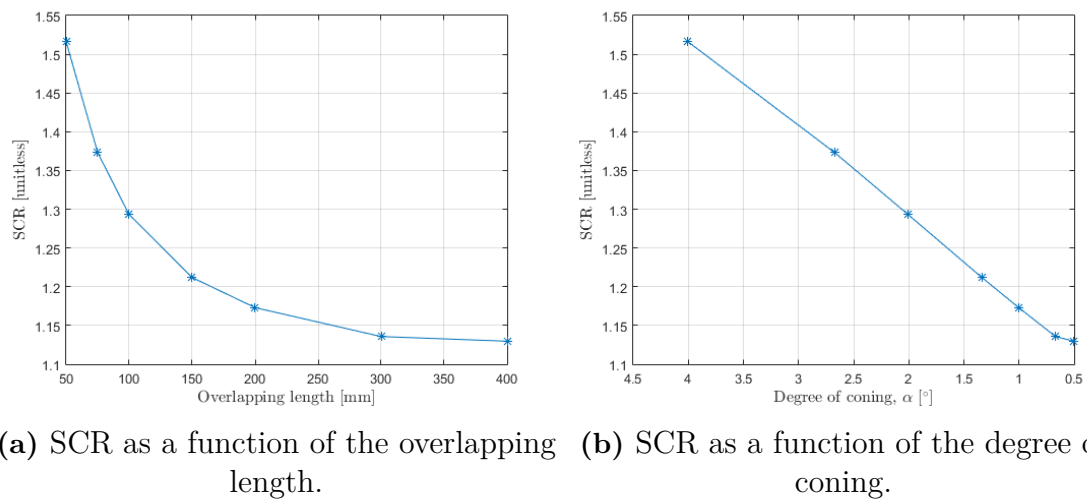 1.55
1.5
1.45
1.4
1.35
1.3
1.25
1.2
1.15
1.1
SCR [unitless]
50 100 150 200 250 300 350 400
Overlapping length [mm]
(a) SCR as a function of the overlapping
length.
1.55
1.5
1.45
1.4
1.35
1.3
1.25
1.2
1.15
1.1
SCR [unitless]
4.5 4 3.5 3 2.5 2 1.5 1 0.5
Degree of coning, α [°]
(b) SCR as a function of the degree o
coning.